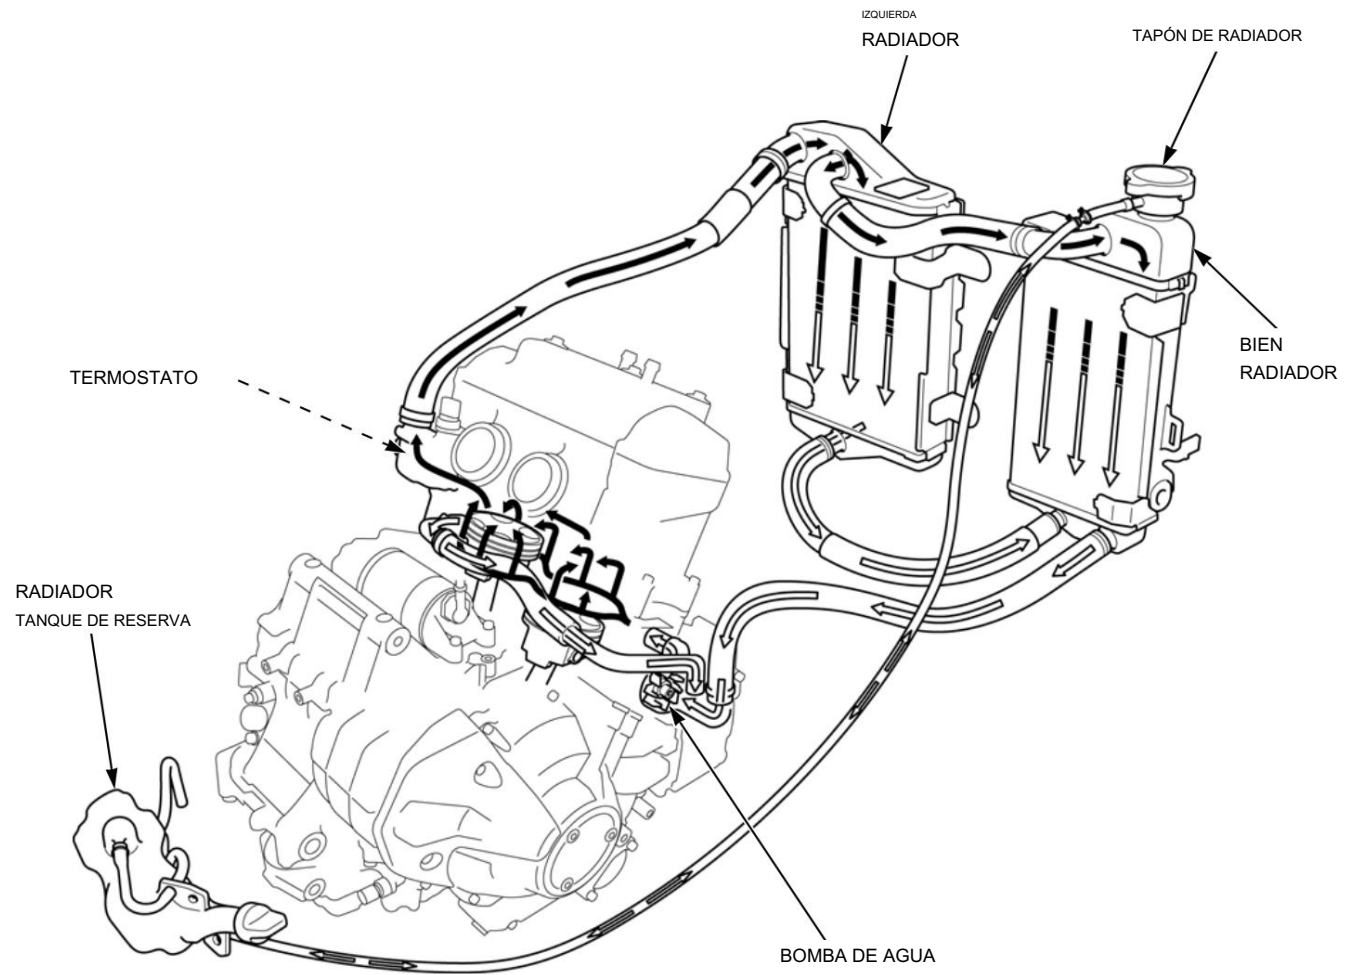 IZQUIERDA
RADIADOR
TAPÓN DE RADIADOR
BIEN
RADIADOR
TERMOSTATO
RADIADOR
TANQUE DE RESERVA
BOMBA DE AGUA